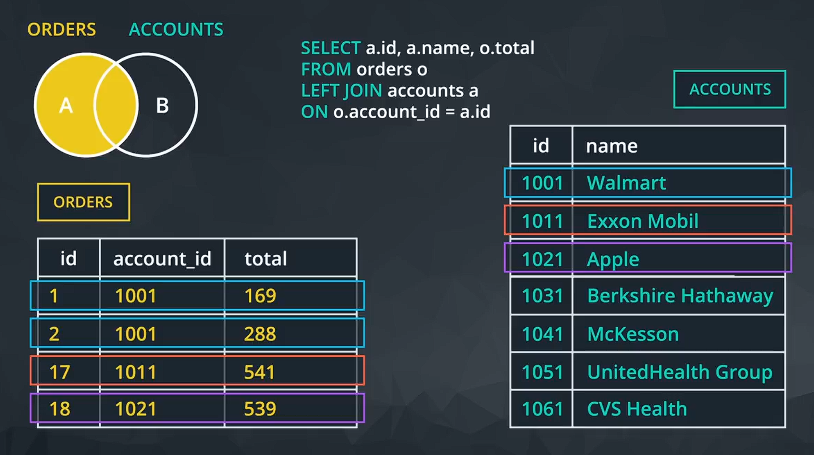 ORDERS ACCOUNTS
A B
SELECT a.id, a.name, o.total
FROM orders o
LEFT JOIN accounts a
ON o.account_id = a.id
ORDERS
id account_id total
1 1001 169
2 1001 288
17 1011 541
18 1021 539
ACCOUNTS
id name
1001 Walmart
1011 Exxon Mobil
1021 Apple
1031 Berkshire Hathaway
1041 McKesson
1051 UnitedHealth Group
1061 CVS Health